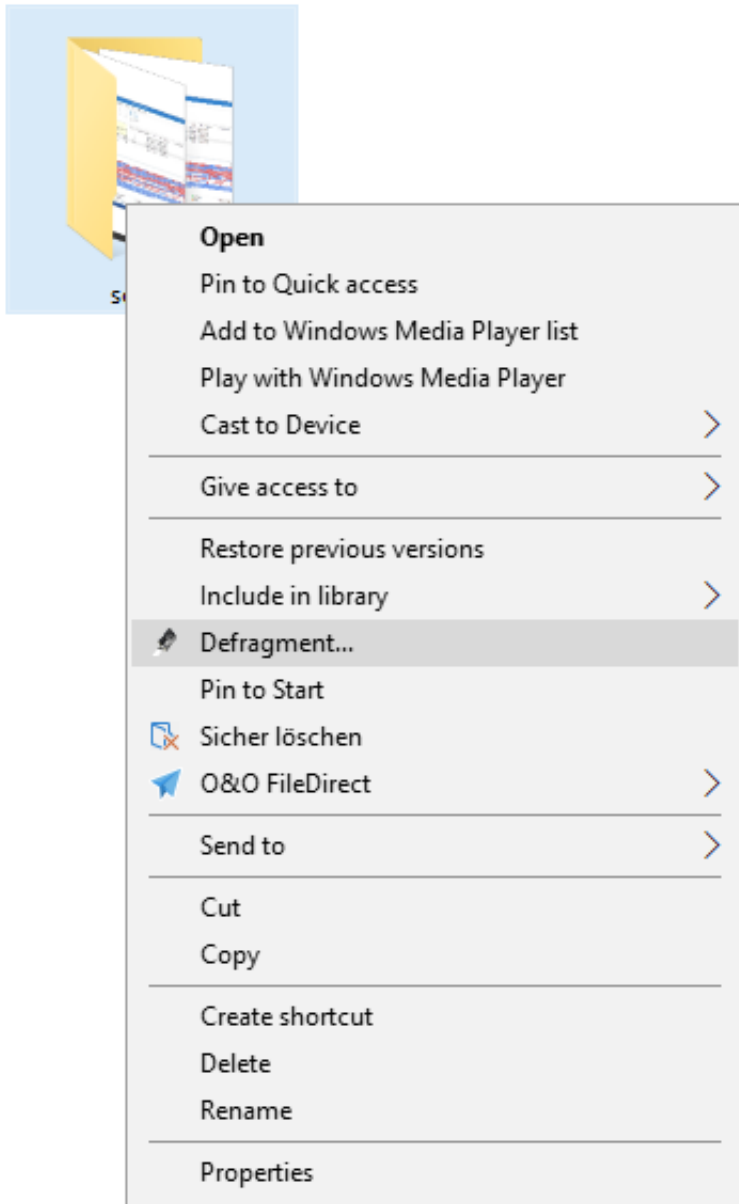 Open
Pin to Quick access
Add to Windows Media Player list
Play with Windows Media Player
Cast to Device
Give access to
Restore previous versions
Include in library
Defragment...
Pin to Start
Sicher löschen
O&O FileDirect
Send to
Cut
Copy
Create shortcut
Delete
Rename
Properties